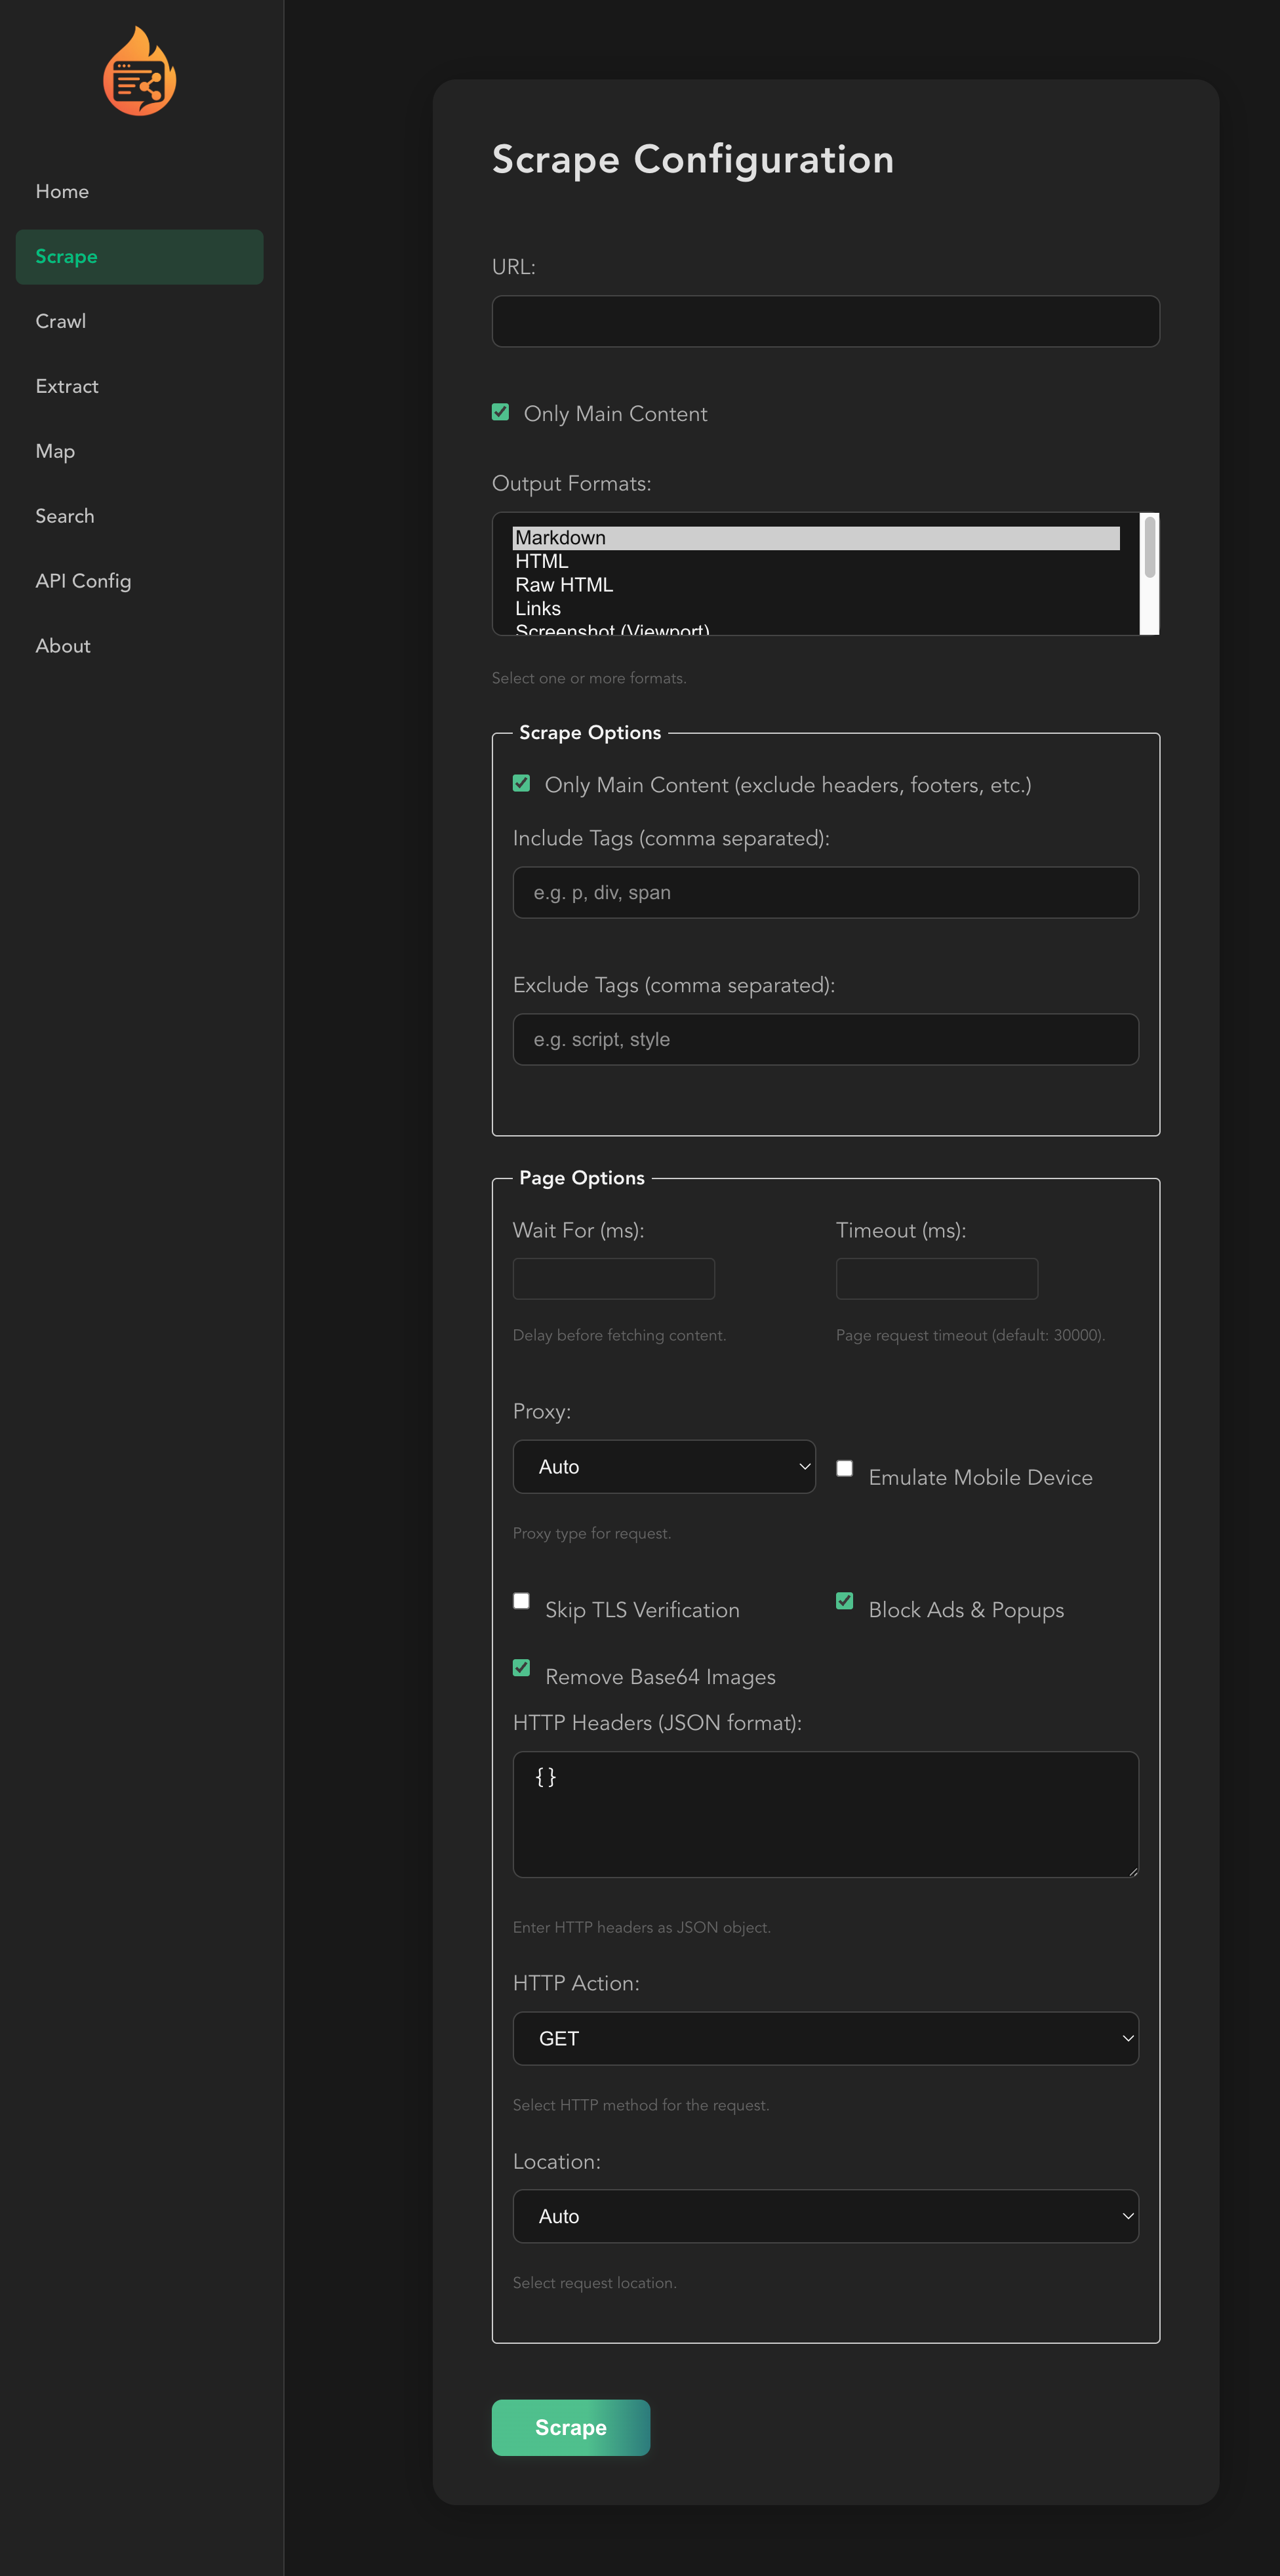 Home
Scrape
Crawl
Extract
Map
Search
API Config
About
Scrape Configuration
URL:
Only Main Content
Output Formats:
Markdown
HTML
Raw HTML
Links
Screenshot (Viewport)
Select one or more formats.
Scrape Options
Only Main Content (exclude headers, footers, etc.)
Include Tags (comma separated):
e.g. p, div, span
Exclude Tags (comma separated):
e.g. script, style
Page Options
Wait For (ms):
Timeout (ms):
Delay before fetching content.
Page request timeout (default: 30000).
Proxy:
Auto
Emulate Mobile Device
Proxy type for request.
Skip TLS Verification
Block Ads & Popups
Remove Base64 Images
HTTP Headers (JSON format):
{}
Enter HTTP headers as JSON object.
HTTP Action:
GET
Select HTTP method for the request.
Location:
Auto
Select request location.
Scrape